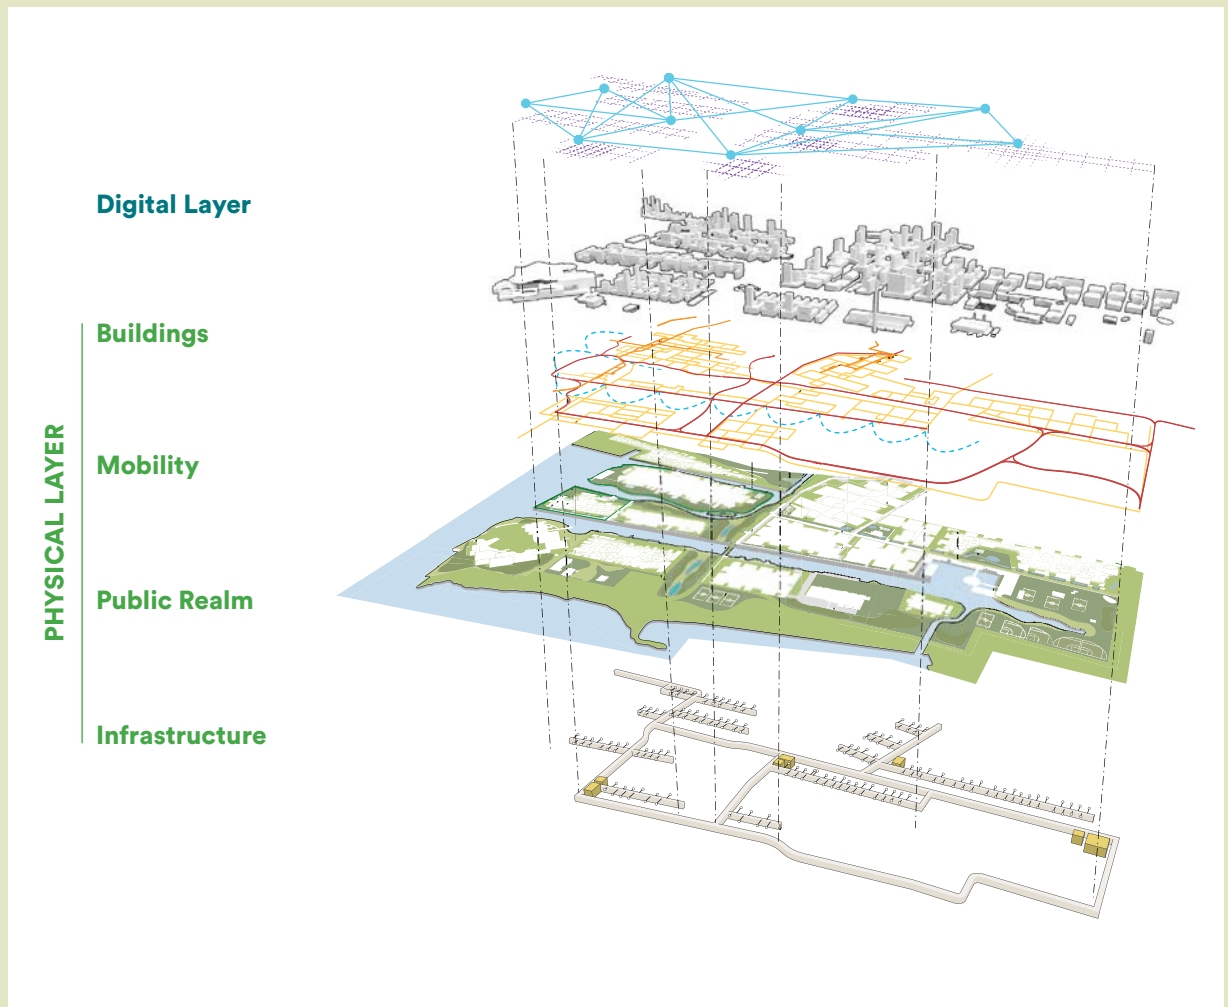 Digital Layer
Buildings
PHYSICAL LAYER
Mobility
Public Realm
Infrastructure